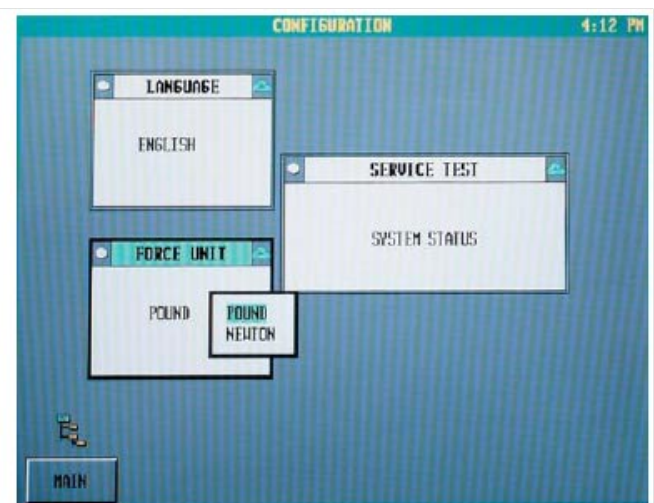 CONFIGURATION 4:12 PM
LANGUAGE
ENGLISH
SERVICE TEST
SYSTEM STATUS
FORCE UNIT
POUND
POUND
NEWTON
MAIN